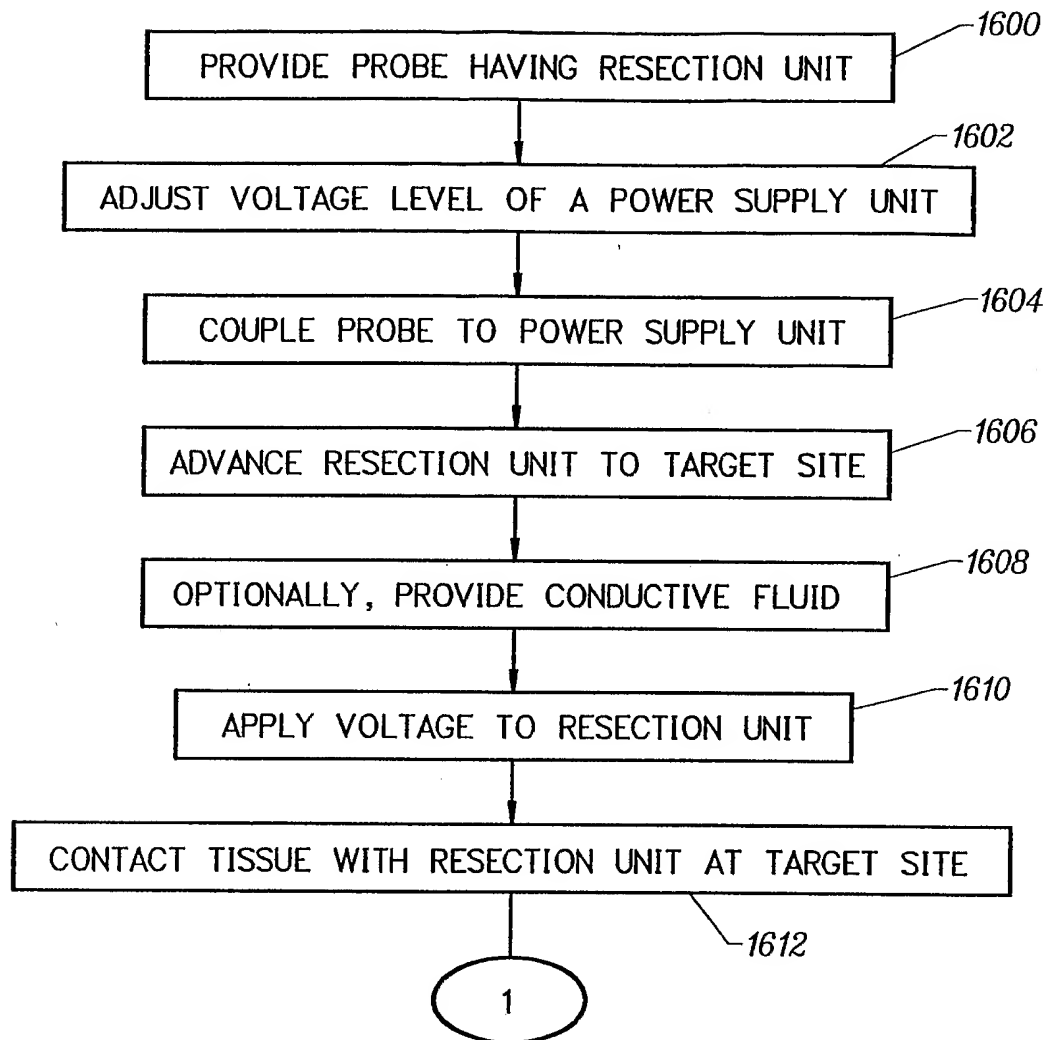 1600
PROVIDE PROBE HAVING RESECTION UNIT
1602
ADJUST VOLTAGE LEVEL OF A POWER SUPPLY UNIT
1604
COUPLE PROBE TO POWER SUPPLY UNIT
1606
ADVANCE RESECTION UNIT TO TARGET SITE
1608
OPTIONALLY, PROVIDE CONDUCTIVE FLUID
1610
APPLY VOLTAGE TO RESECTION UNIT
CONTACT TISSUE WITH RESECTION UNIT AT TARGET SITE
1612
1